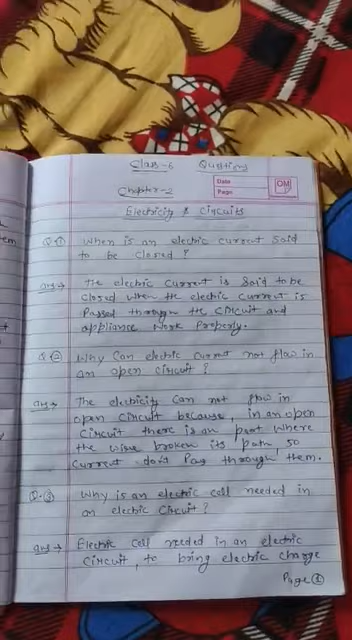 Class-6 Questions
Date
Page
OM
Chapter-2
Electricity & Circuits
Q.① When is an electric current said
to be closed?
ans→ The electric current is said to be
closed when the electric current is
Passed through the circuit and
appliance Work Properly.
Q.② Why Can electric current not flow in
an open circuit?
ans→ The electricity can not flow in
open circuit because, in an open
circuit there is an part where
the wire broken its path, so
current don't Pas through them.
Q.③ Why is an electric cell needed in
an electric circuit?
ans→ Electric Cell needed in an electric
circuit, to bring electric charge
Page ①